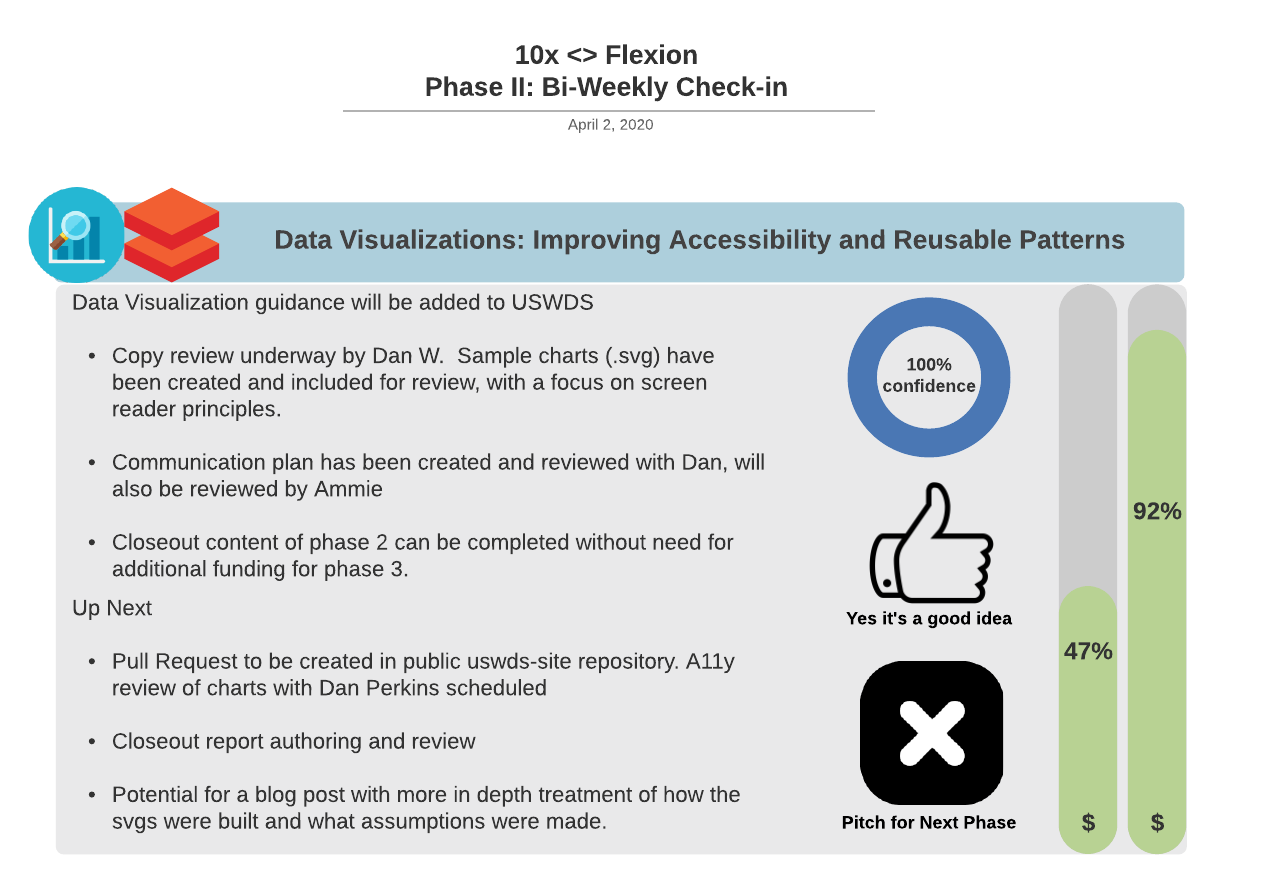 10x <> Flexion
Phase II: Bi-Weekly Check-in
April 2, 2020
Data Visualizations: Improving Accessibility and Reusable Patterns
Data Visualization guidance will be added to USWDS
• Copy review underway by Dan W.  Sample charts (.svg) have
been created and included for review, with a focus on screen
reader principles.
• Communication plan has been created and reviewed with Dan, will
also be reviewed by Ammie
• Closeout content of phase 2 can be completed without need for
additional funding for phase 3.
Up Next
• Pull Request to be created in public uswds-site repository. A11y
review of charts with Dan Perkins scheduled
• Closeout report authoring and review
• Potential for a blog post with more in depth treatment of how the
svgs were built and what assumptions were made.
100%
confidence
Yes it's a good idea
Pitch for Next Phase
47%
$
92%
$